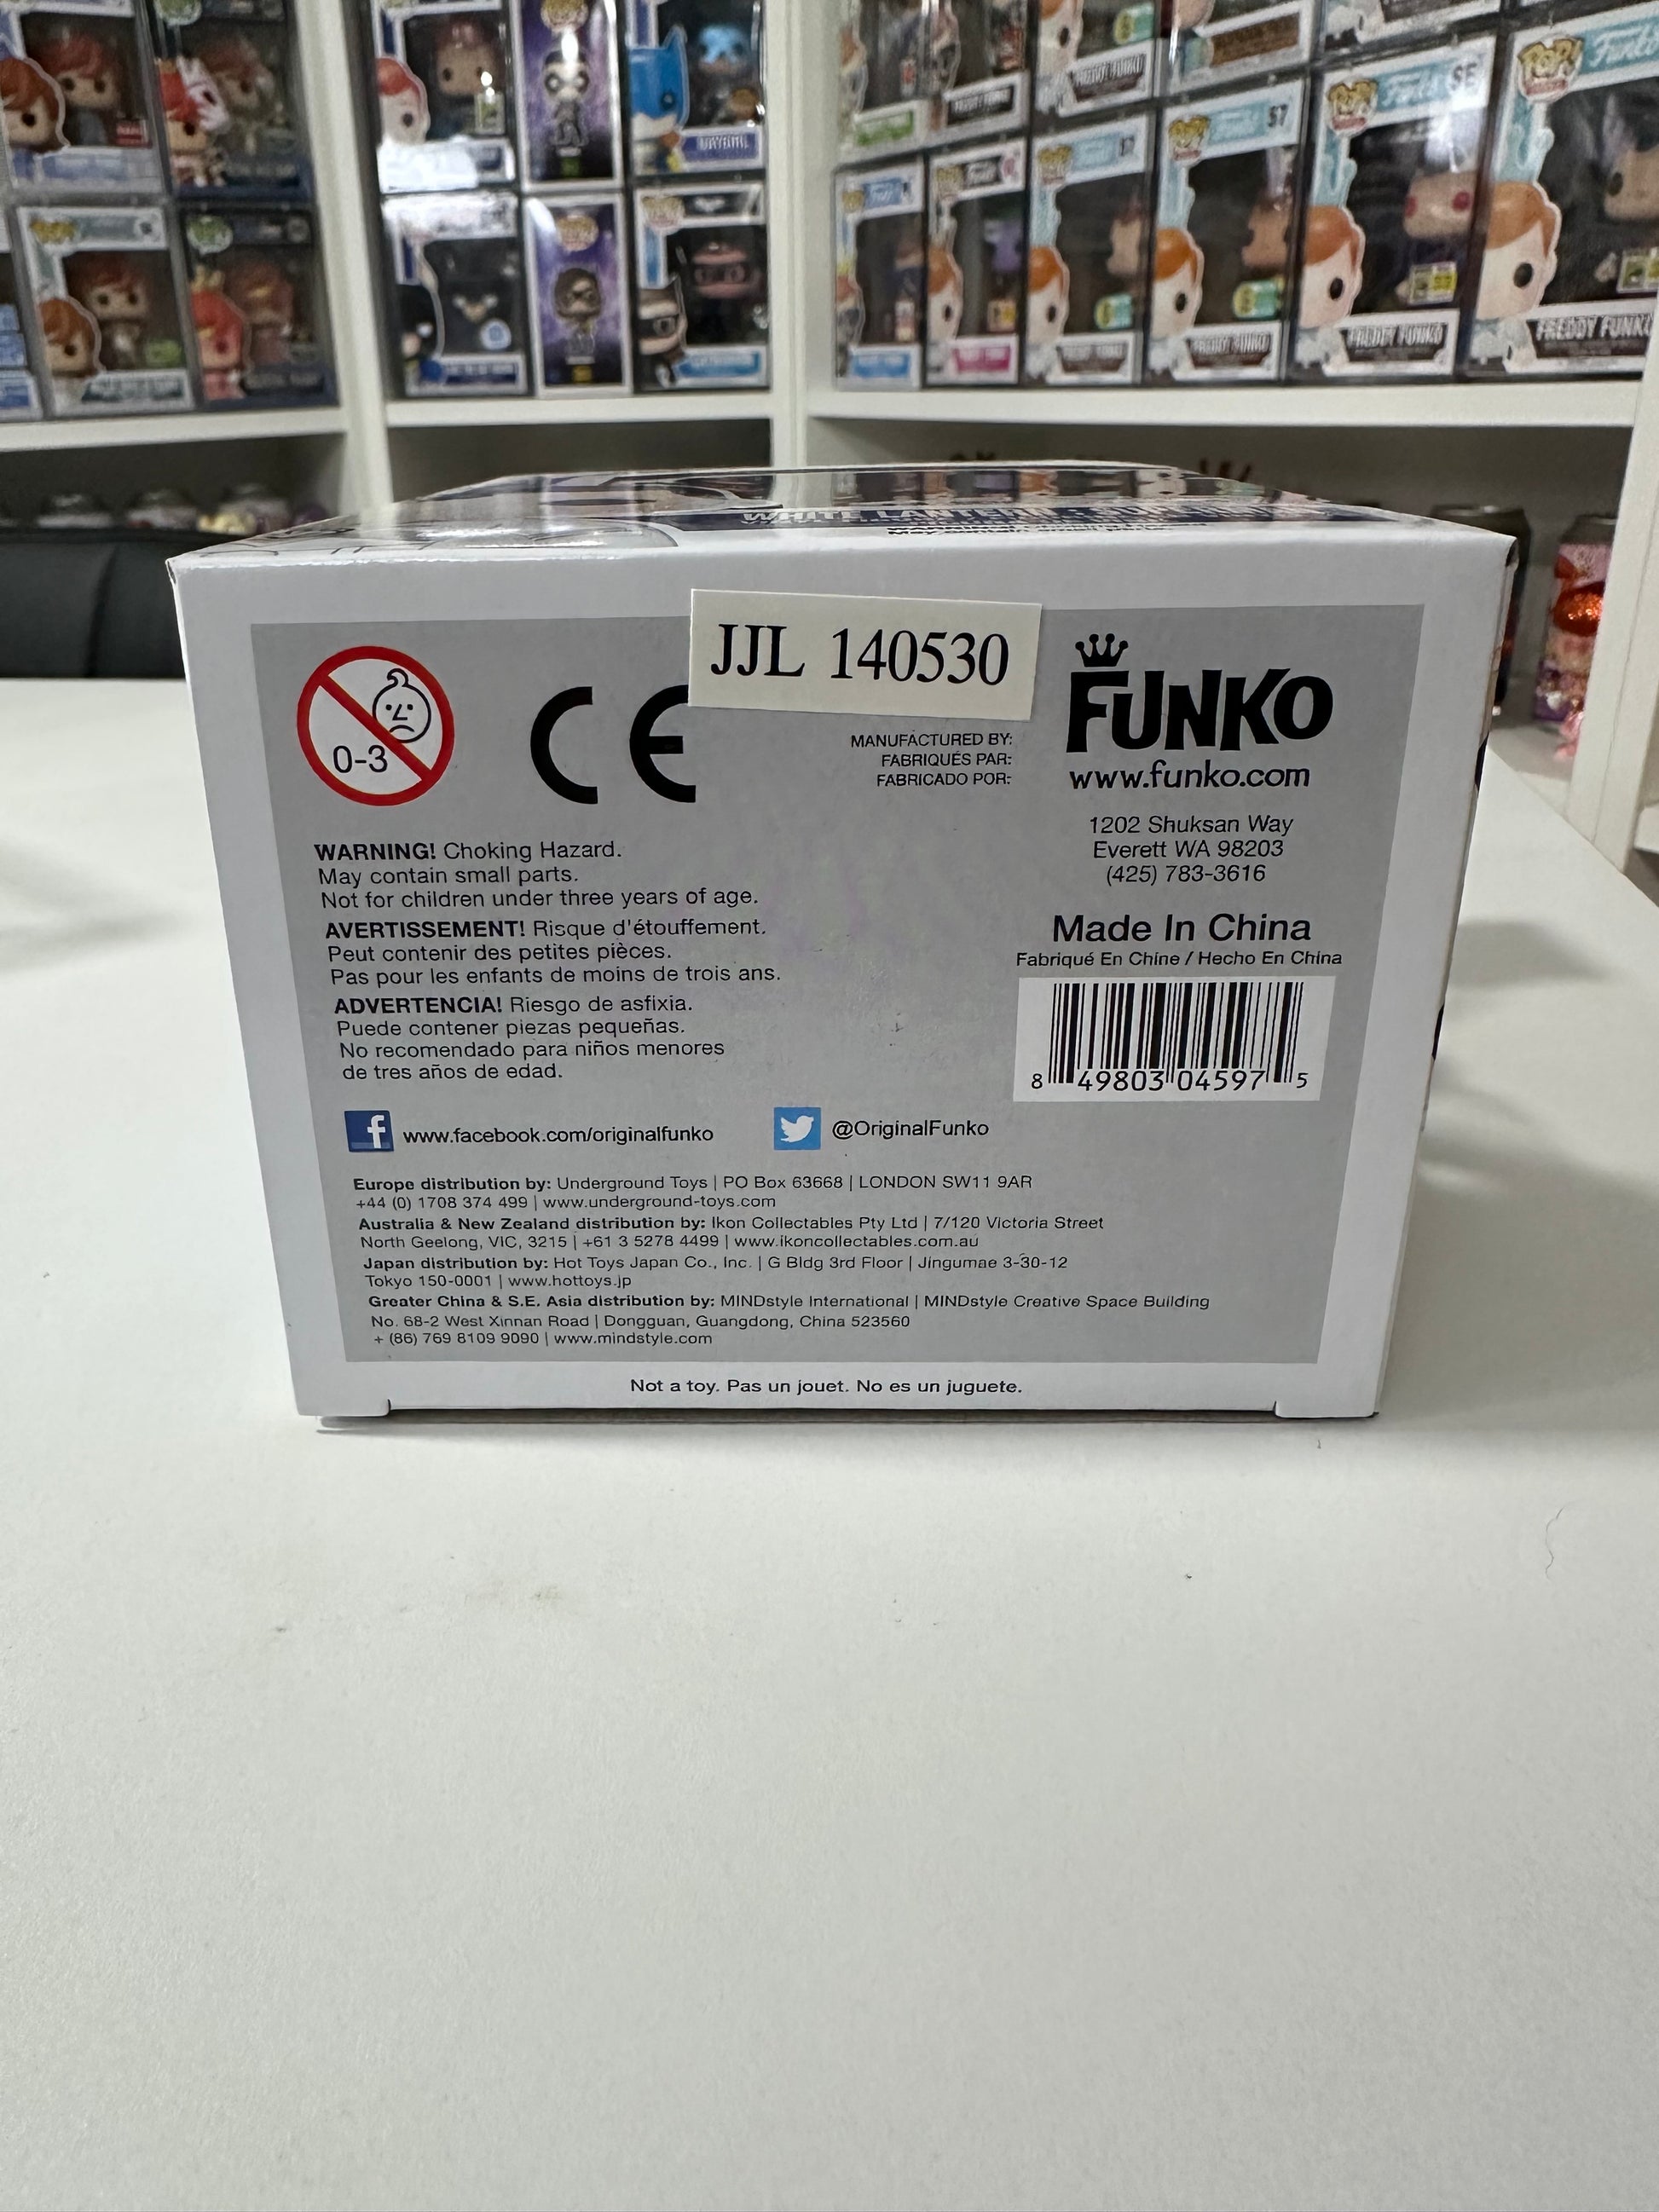 FREDDY FUNKO
FREDDY FUNKO
WHITE LANTERN: SUPERMAN
JJL 140530
0-3
CE
MANUFACTURED BY:
FABRIQUÉS PAR:
FABRICADO POR:
FUNKO
www.funko.com
1202 Shuksan Way
Everett WA 98203
(425) 783-3616
WARNING! Choking Hazard.
May contain small parts.
Not for children under three years of age.
AVERTISSEMENT! Risque d'étouffement.
Peut contenir des petites pièces.
Pas pour les enfants de moins de trois ans.
ADVERTENCIA! Riesgo de asfixia.
Puede contener piezas pequeñas.
No recomendado para niños menores
de tres años de edad.
Made In China
Fabriqué En Chine / Hecho En China
8 49803 04597 5
www.facebook.com/originalfunko
@OriginalFunko
Europe distribution by: Underground Toys | PO Box 63668 | LONDON SW11 9AR
+44 (0) 1708 374 499 | www.underground-toys.com
Australia & New Zealand distribution by: Ikon Collectables Pty Ltd | 7/120 Victoria Street
North Geelong, VIC, 3215 | +61 3 5278 4499 | www.ikoncollectables.com.au
Japan distribution by: Hot Toys Japan Co., Inc. | G Bldg 3rd Floor | Jingumae 3-30-12
Tokyo 150-0001 | www.hottoys.jp
Greater China & S.E. Asia distribution by: MINDstyle International | MINDstyle Creative Space Building
No. 68-2 West Xinnan Road | Dongguan, Guangdong, China 523560
+ (86) 769 8109 9090 | www.mindstyle.com
Not a toy. Pas un jouet. No es un juguete.